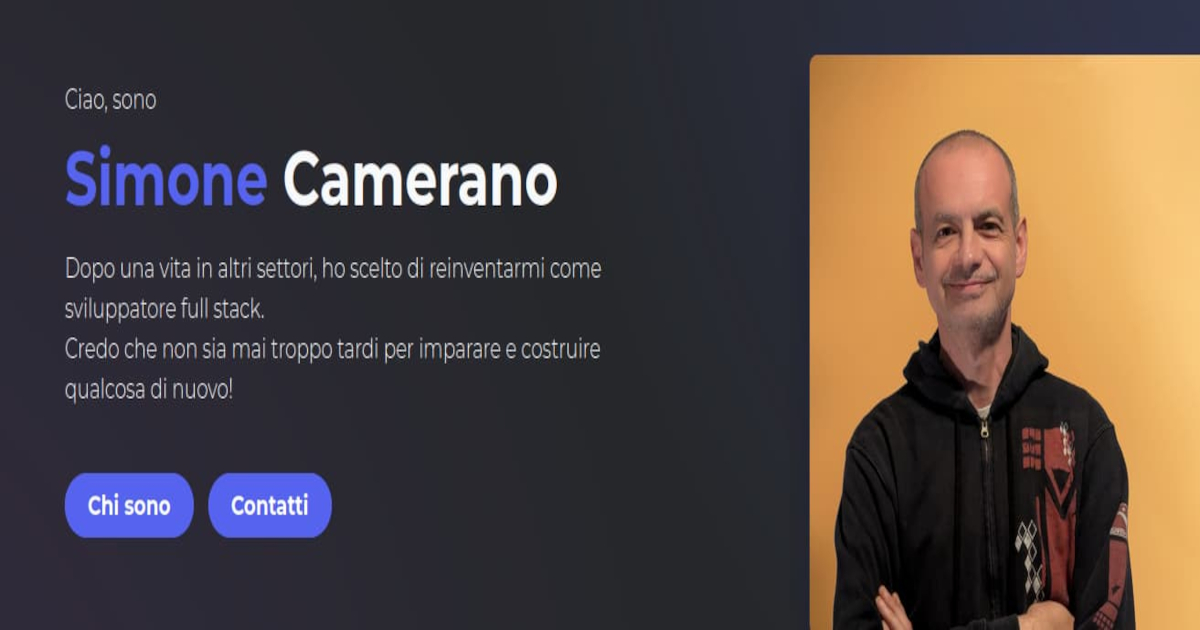 Ciao, sono
Simone Camerano
Dopo una vita in altri settori, ho scelto di reinventarmi come
sviluppatore full stack.
Credo che non sia mai troppo tardi per imparare e costruire
qualcosa di nuovo!
Chi sono
Contatti